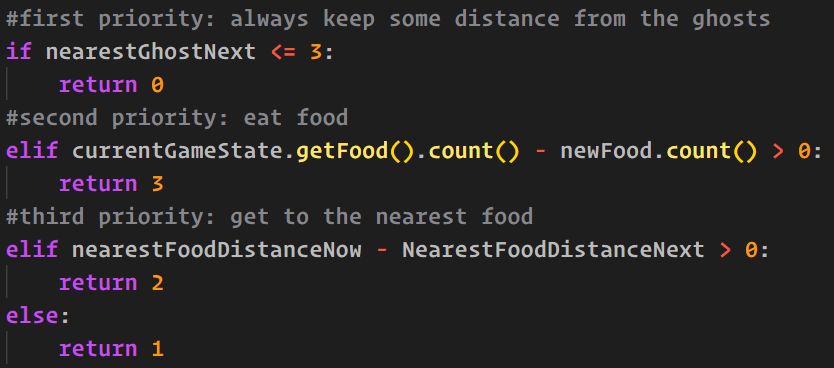 #first priority: always keep some distance from the ghosts
if nearestGhostNext <= 3:
    return 0
#second priority: eat food
elif currentGameState.getFood().count() - newFood.count() > 0:
    return 3
#third priority: get to the nearest food
elif nearestFoodDistanceNow - NearestFoodDistanceNext > 0:
    return 2
else:
    return 1